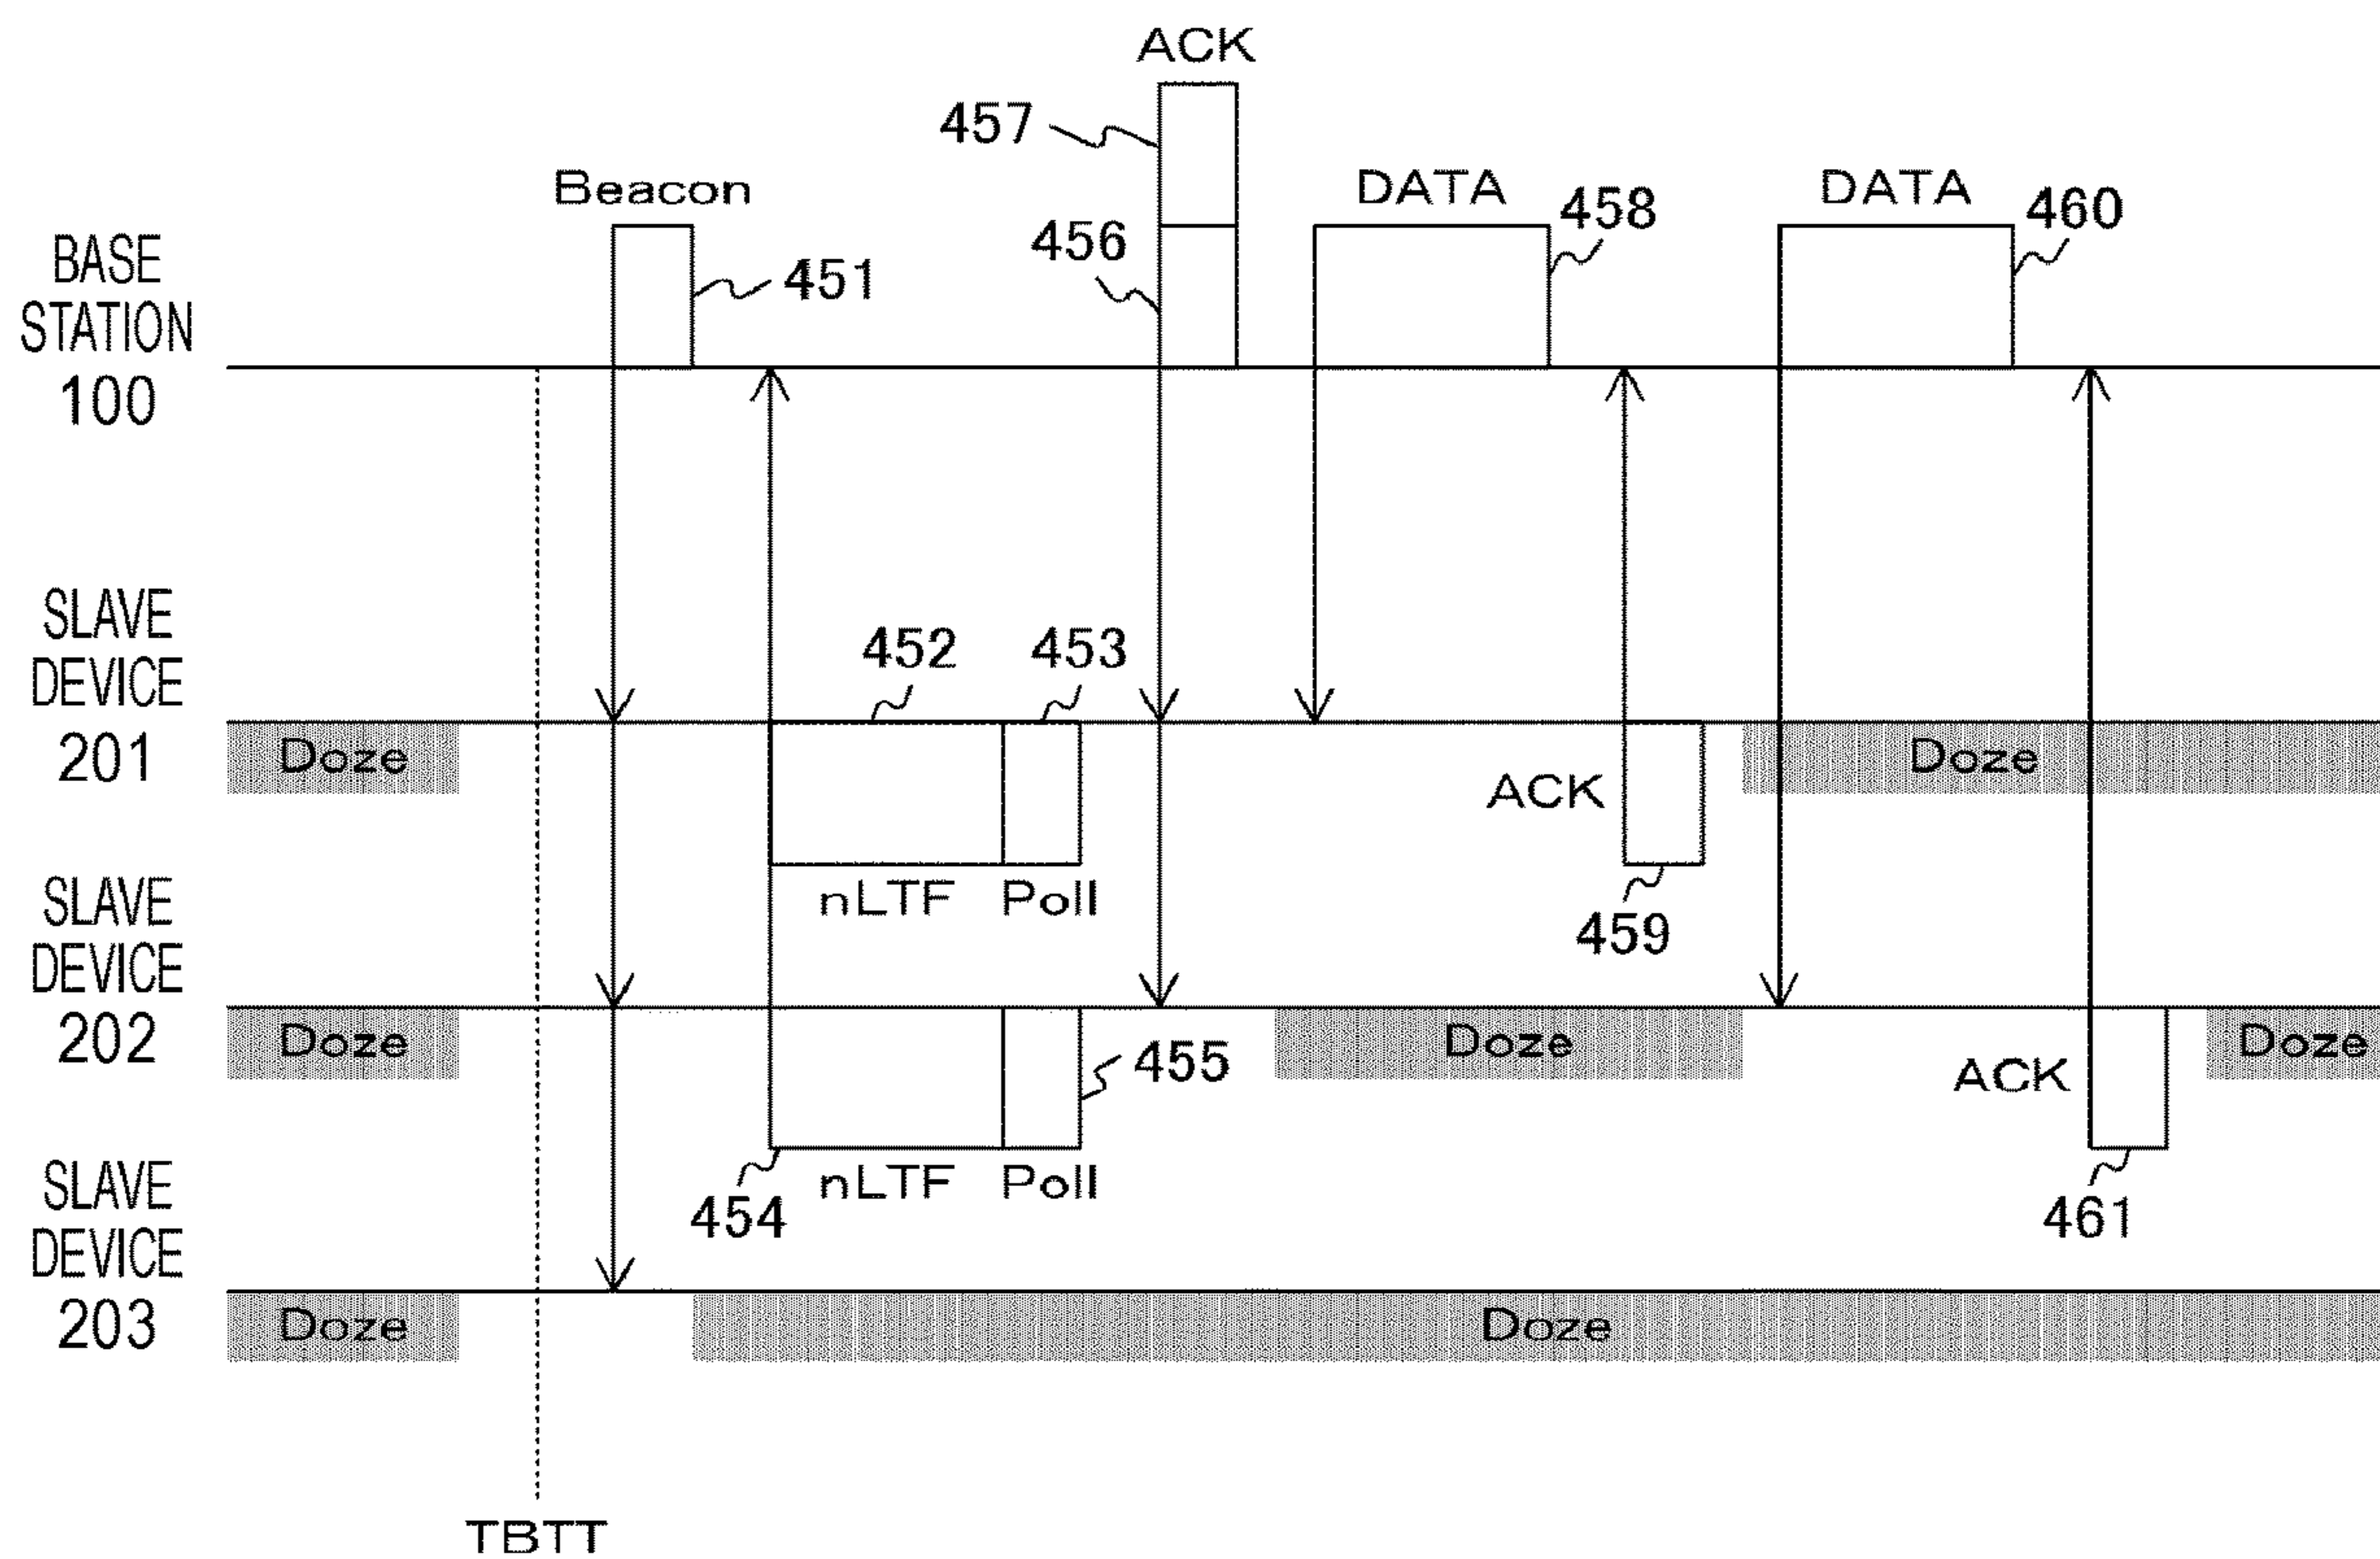 ACK
457
Beacon
DATA
458
DATA
460
456
451
BASE
STATION
100
SLAVE
DEVICE
201
452
453
Doze
Doze
ACK
nLTF
Poll
459
SLAVE
DEVICE
202
Doze
Doze
Doze
455
ACK
nLTF
Poll
454
461
SLAVE
DEVICE
203
Doze
Doze
TBTT